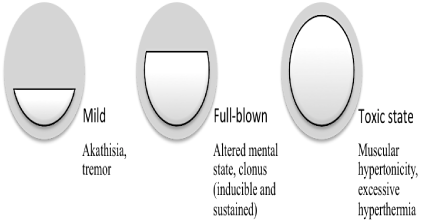 Mild
Akathisia,
tremor
Full-blown
Altered mental
state, clonus
(inducible and
sustained)
Toxic state
Muscular
hypertonicity,
excessive
hyperthermia